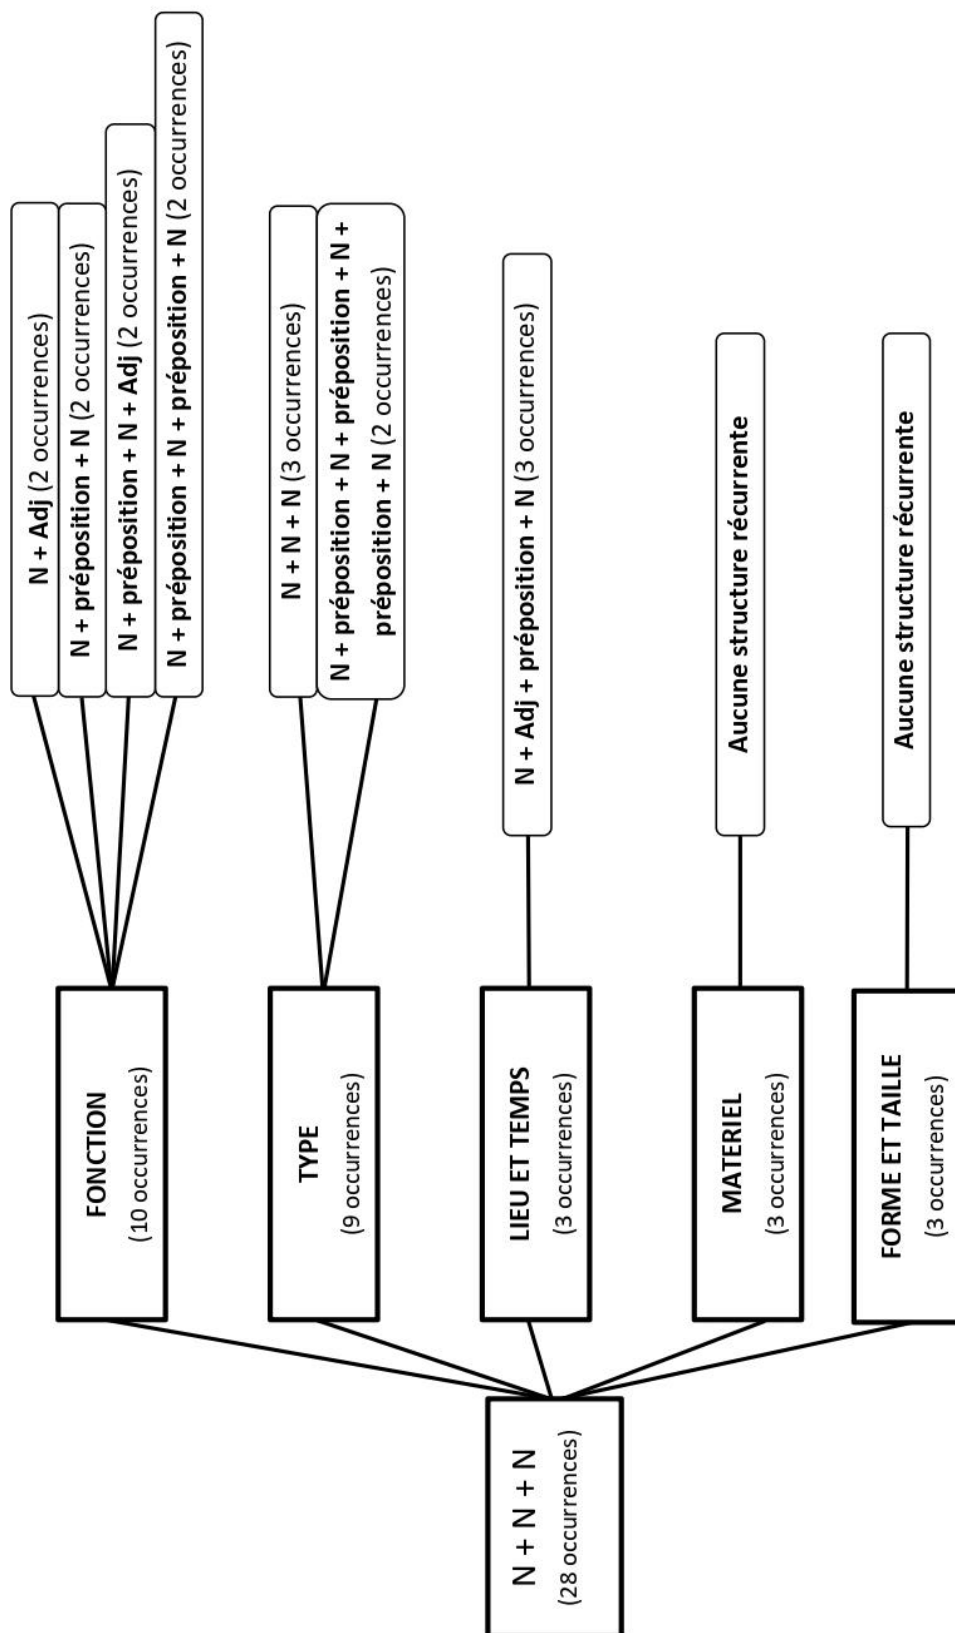 N + N + N
(28 occurrences)
FONCTION
(10 occurrences)
N + Adj (2 occurrences)
N + préposition + N (2 occurrences)
N + préposition + N + Adj (2 occurrences)
N + préposition + N + préposition + N (2 occurrences)
TYPE
(9 occurrences)
N + N + N (3 occurrences)
N + préposition + N + préposition + N +
préposition + N (2 occurrences)
LIEU ET TEMPS
(3 occurrences)
N + Adj + préposition + N (3 occurrences)
MATERIEL
(3 occurrences)
Aucune structure récurrente
FORME ET TAILLE
(3 occurrences)
Aucune structure récurrente